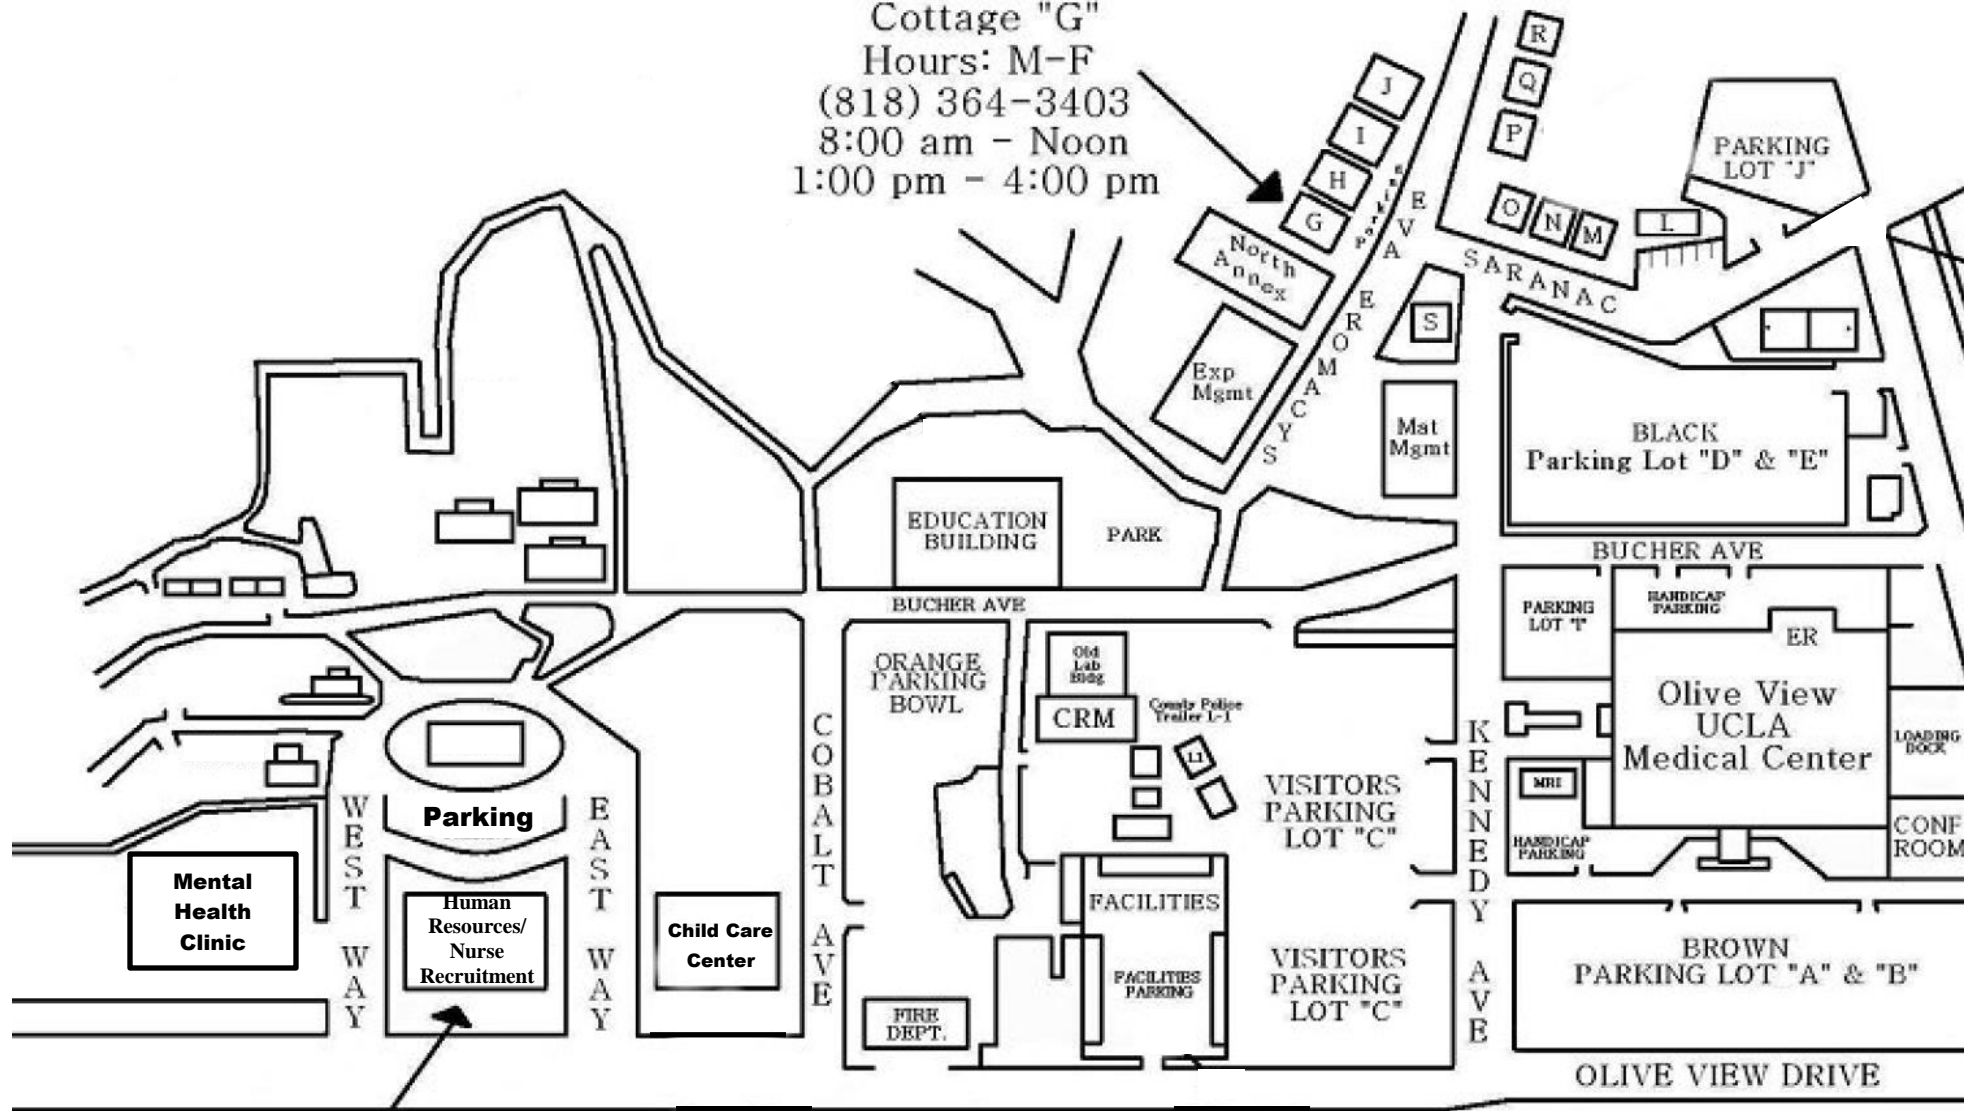 Cottage "G"
Hours: M-F
(818) 364-3403
8:00 am - Noon
1:00 pm - 4:00 pm
J
I
H
G
Parking
R
Q
P
O
N
M
L
PARKING
LOT "J"
North
Annex
Exp
Mgmt
SYCAMORE AVE
SARANAC
S
Mat
Mgmt
BLACK
Parking Lot "D" & "E"
EDUCATION
BUILDING
PARK
BUCHER AVE
BUCHER AVE
PARKING
LOT "I"
HANDICAP
PARKING
ER
Olive View
UCLA
Medical Center
LOADING
DOCK
CONF
ROOM
MRI
HANDICAP
PARKING
ORANGE
PARKING
BOWL
Old
Lab
Bldg
CRM
County Police
Trailer L-1
L1
VISITORS
PARKING
LOT "C"
KENNEDY AVE
COBALT AVE
Parking
WEST WAY
EAST WAY
Mental
Health
Clinic
Human
Resources/
Nurse
Recruitment
Child Care
Center
FACILITIES
FACILITIES
PARKING
FIRE
DEPT.
VISITORS
PARKING
LOT "C"
BROWN
PARKING LOT "A" & "B"
OLIVE VIEW DRIVE